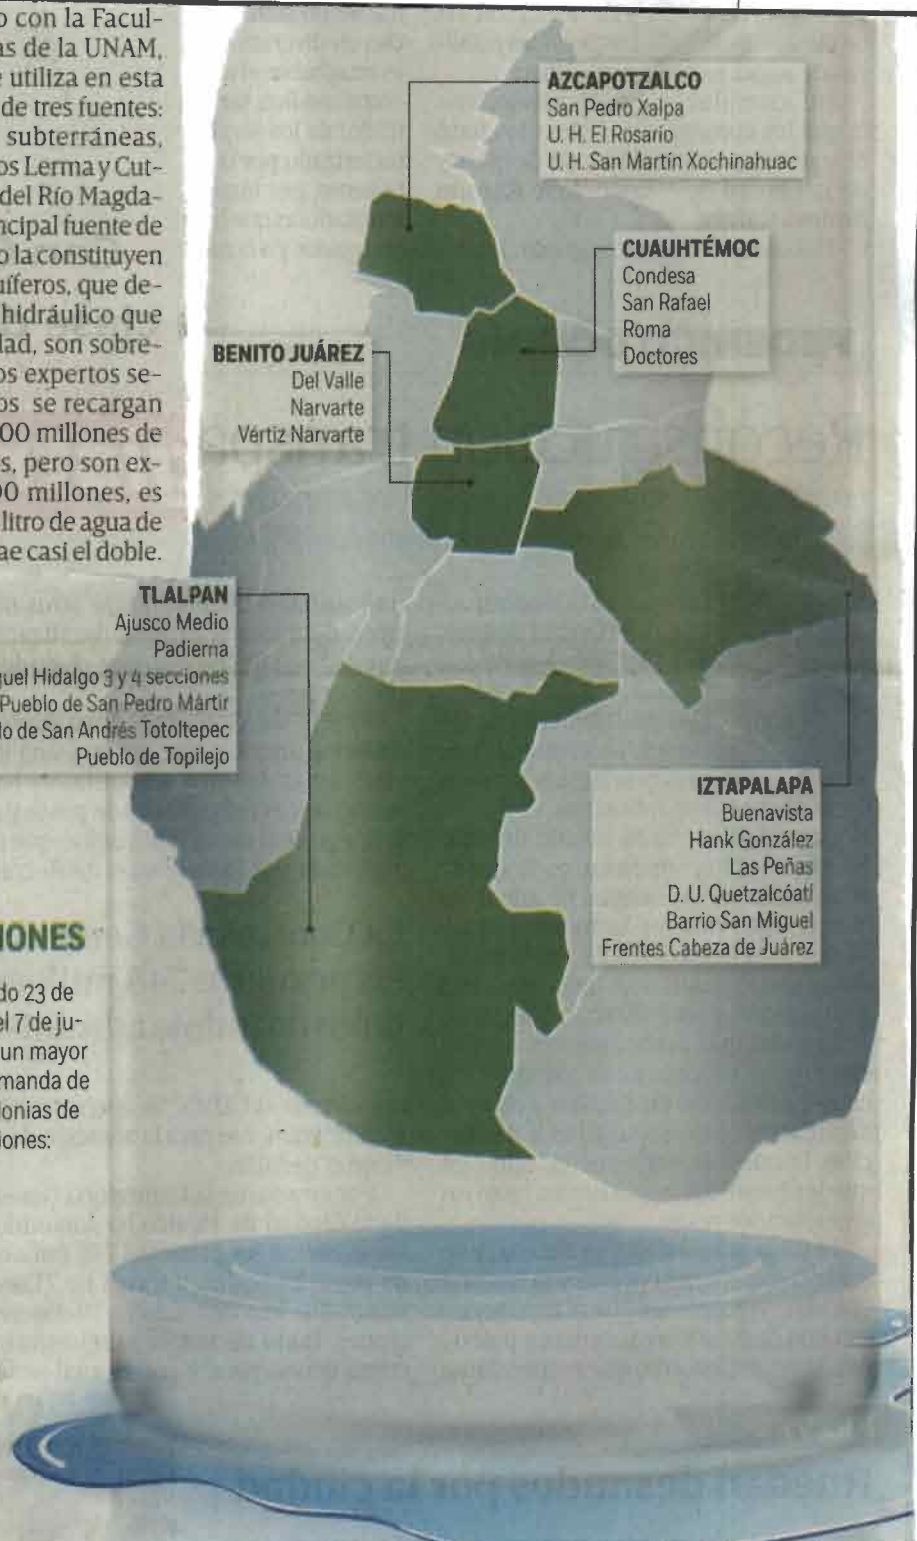 o con la Facul-
as de la UNAM,
e utiliza en esta
de tres fuentes:
subterráneas,
os Lerma y Cut-
del Río Magda-
ncipal fuente de
o la constituyen
uíferos, que de-
hidráulico que
dad, son sobre-
os expertos se-
os se recargan
00 millones de
s, pero son ex-
00 millones, es
litro de agua de
ae casi el doble.
AZCAPOTZALCO
San Pedro Xalpa
U. H. El Rosario
U. H. San Martín Xochinahuac
CUAUHTÉMOC
Condesa
San Rafael
Roma
Doctores
BENITO JUÁREZ
Del Valle
Narvarte
Vértiz Narvarte
TLALPAN
Ajusco Medio
Padierna
guel Hidalgo 3 y 4 secciones
Pueblo de San Pedro Mártir
lo de San Andrés Totoltepec
Pueblo de Topilejo
IZTAPALAPA
Buenavista
Hank González
Las Peñas
D. U. Quetzalcóatl
Barrio San Miguel
Frentes Cabeza de Juárez
IONES
do 23 de
el 7 de ju-
un mayor
manda de
lonias de
iones: